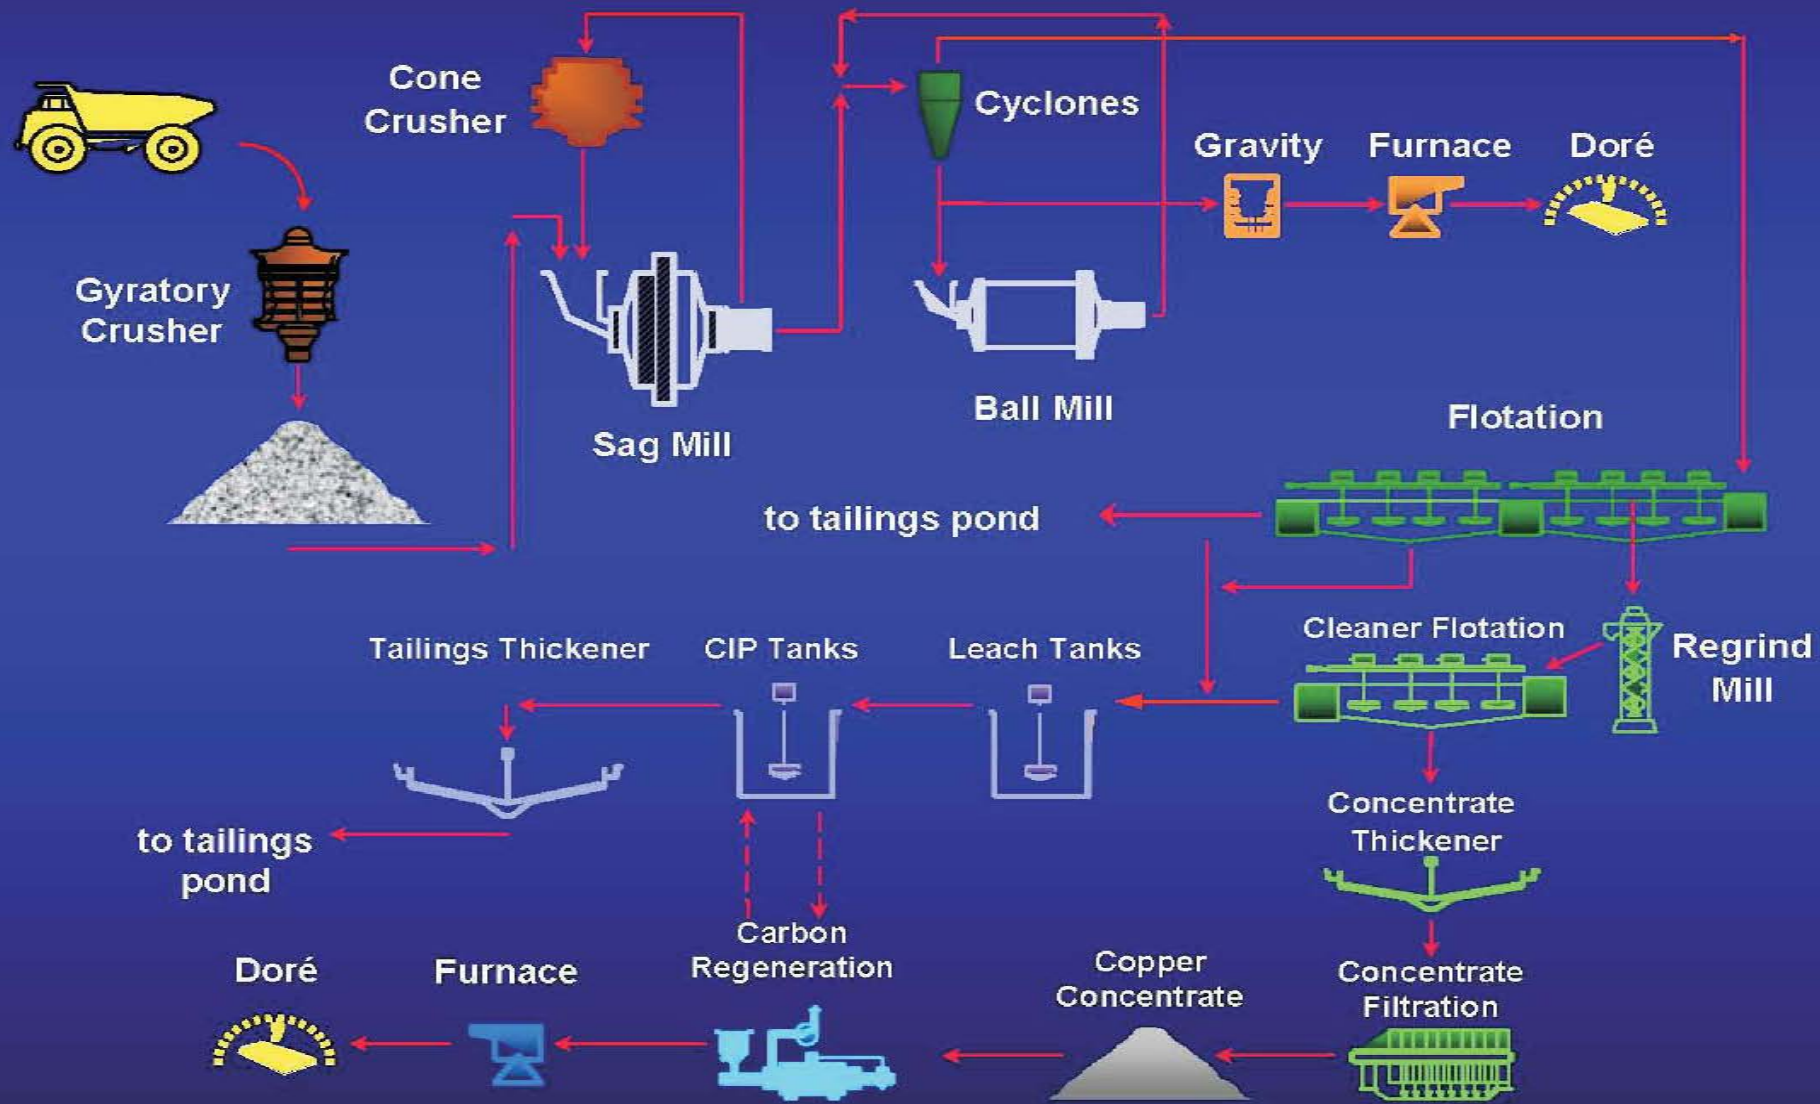 Cone
Crusher
Cyclones
Gravity
Furnace
Doré
Gyratory
Crusher
Sag Mill
Ball Mill
Flotation
to tailings pond
Cleaner Flotation
Regrind
Mill
Tailings Thickener
CIP Tanks
Leach Tanks
Concentrate
Thickener
to tailings
pond
Carbon
Regeneration
Copper
Concentrate
Concentrate
Filtration
Doré
Furnace